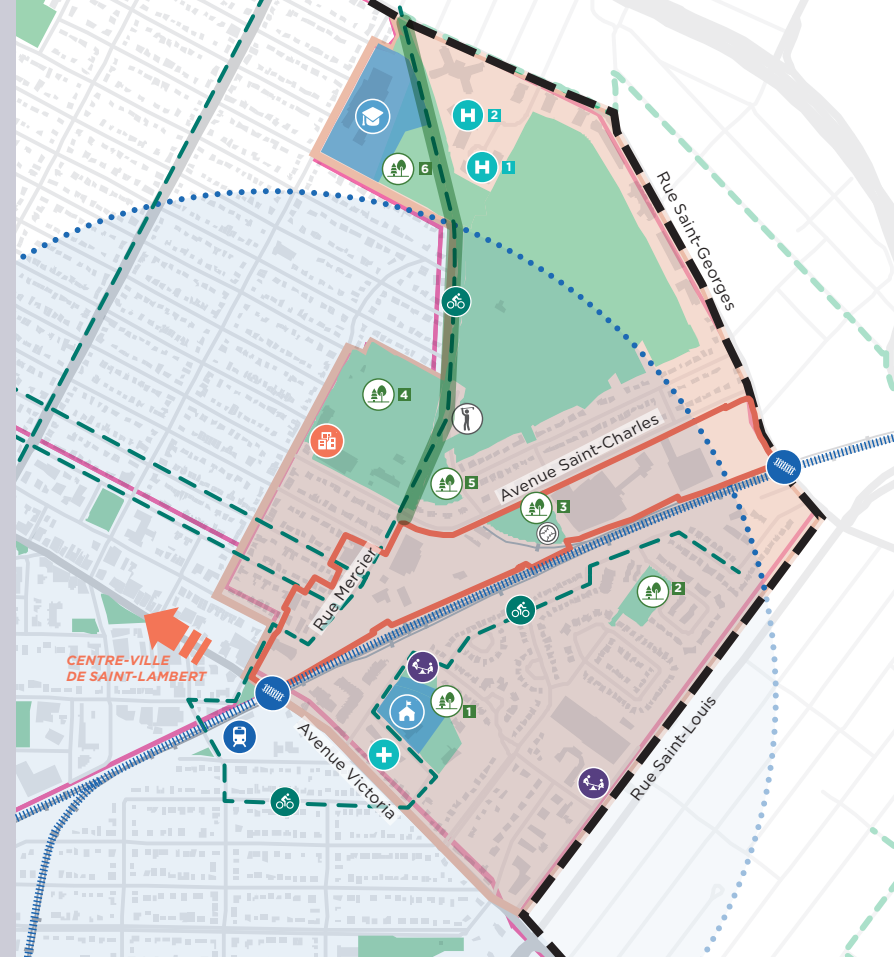 H 2
H 1
6
Rue Saint-Georges
4
Avenue Saint-Charles
5
3
Rue Mercier
2
CENTRE-VILLE
DE SAINT-LAMBERT
1
Avenue Victoria
Rue Saint-Louis